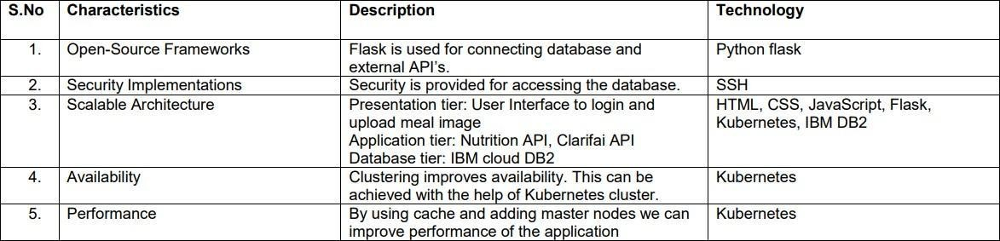 S.No Characteristics Description Technology
1. Open-Source Frameworks Flask is used for connecting database and Python flask
external API's.
2. Security Implementations Security is provided for accessing the database. SSH
3. Scalable Architecture Presentation tier: User Interface to login and HTML, CSS, JavaScript, Flask,
upload meal image Kubernetes, IBM DB2
Application tier: Nutrition API, Clarifai API
Database tier: IBM cloud DB2
4. Availability Clustering improves availability. This can be Kubernetes
achieved with the help of Kubernetes cluster.
5. Performance By using cache and adding master nodes we can Kubernetes
improve performance of the application